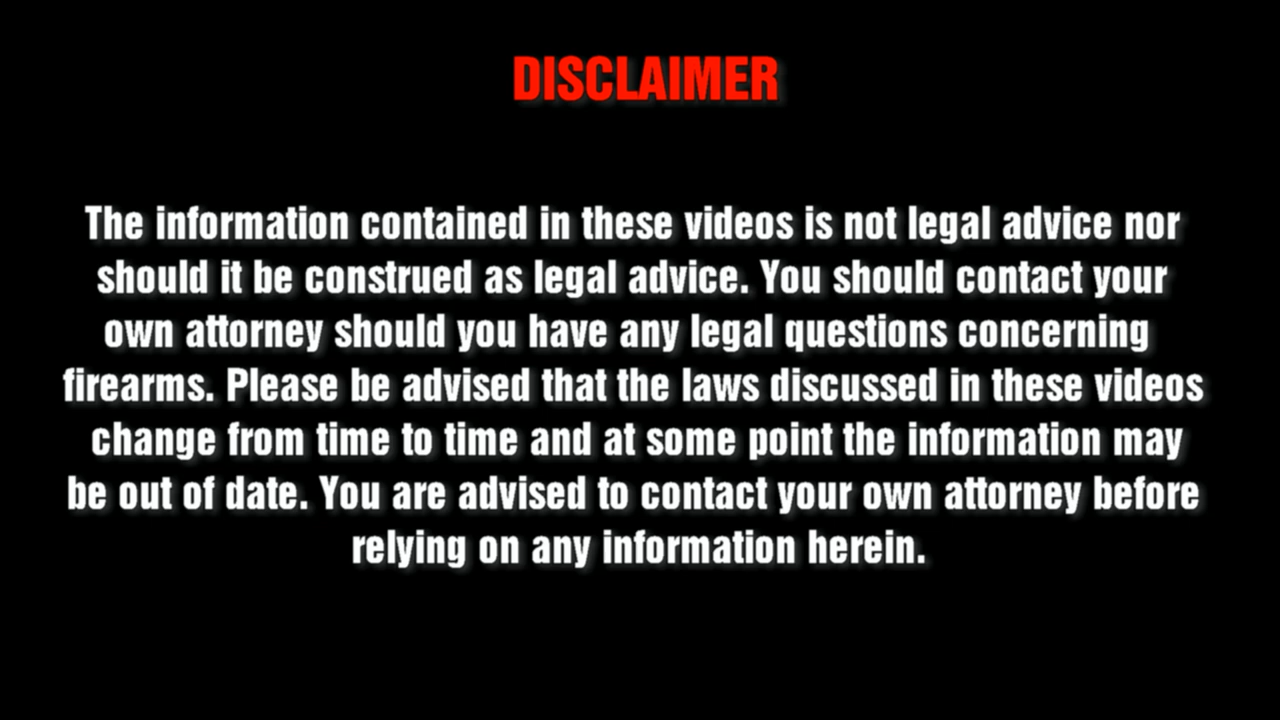 DISCLAIMER
The information contained in these videos is not legal advice nor
should it be construed as legal advice. You should contact your
own attorney should you have any legal questions concerning
firearms. Please be advised that the laws discussed in these videos
change from time to time and at some point the information may
be out of date. You are advised to contact your own attorney before
relying on any information herein.